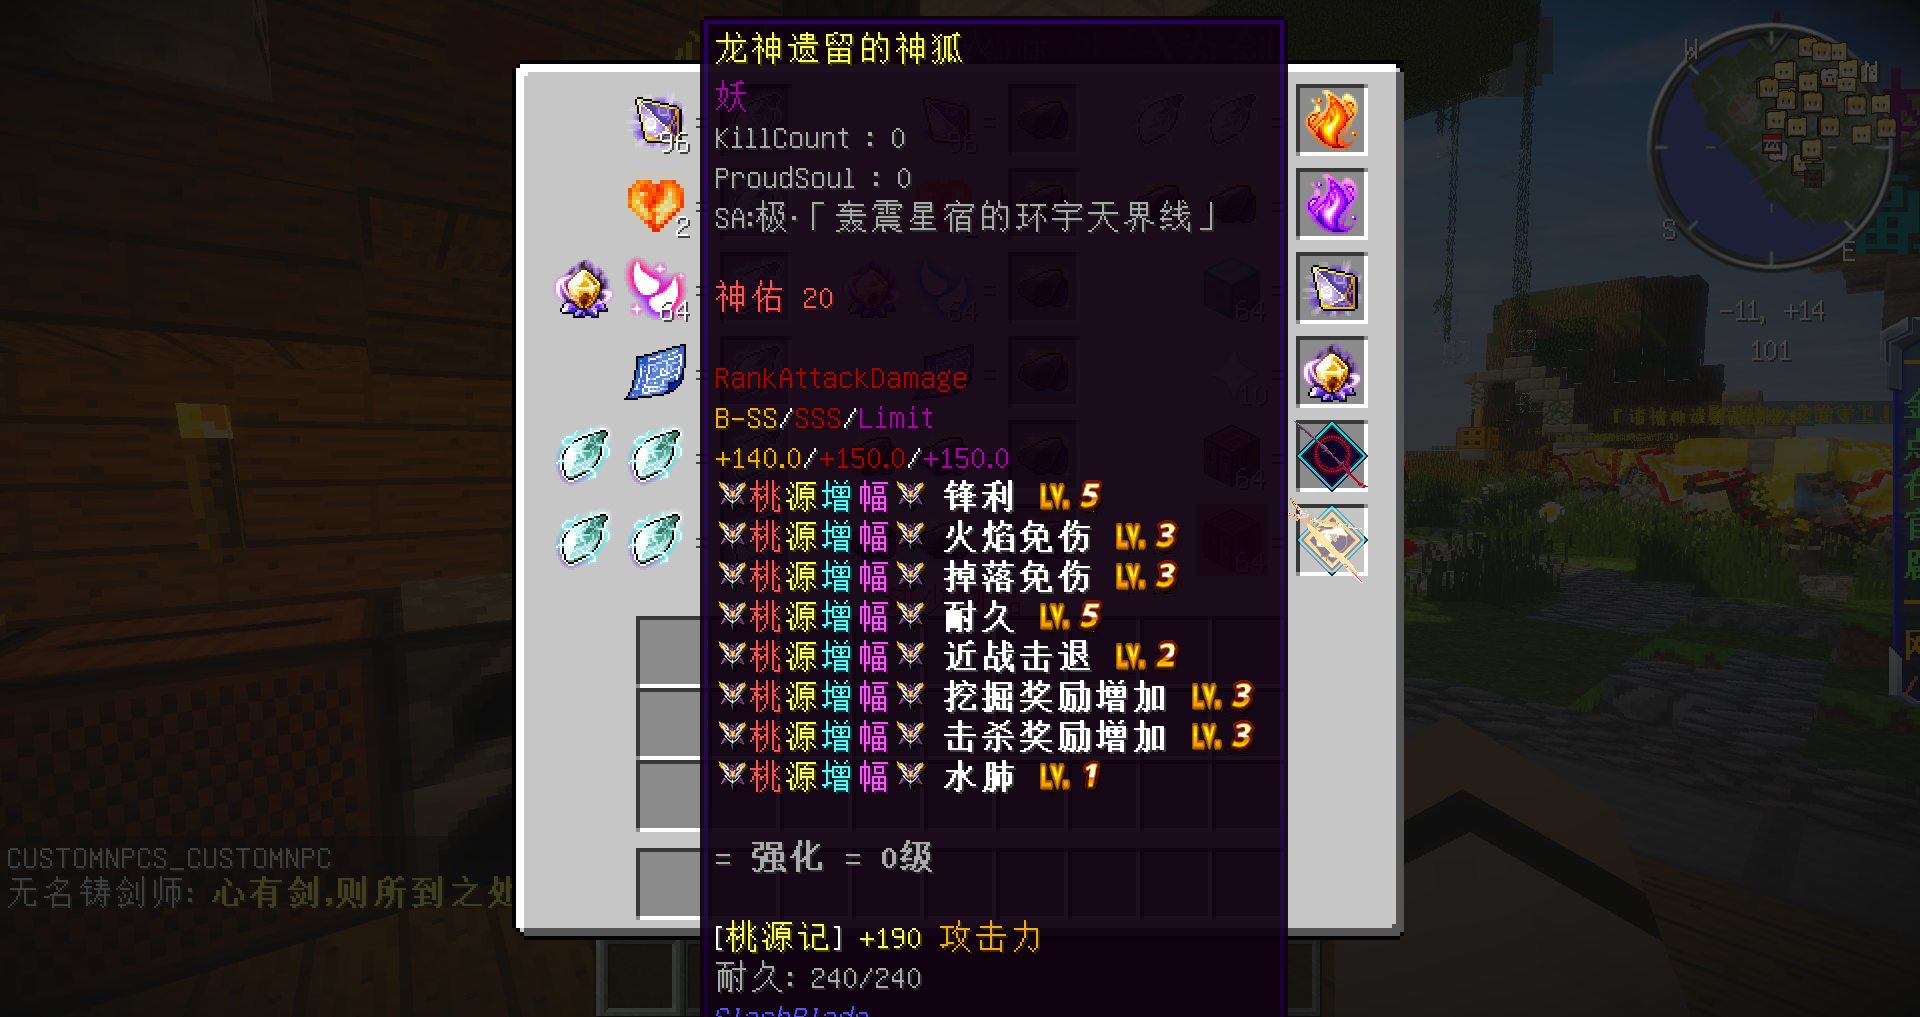 龙神遗留的神狐
妖
KillCount : 0
ProudSoul : 0
SA:极·「轰震星宿的环宇天界线」
神佑 20
RankAttackDamage
B-SS/SSS/Limit
+140.0/+150.0/+150.0
桃源增幅 锋利 LV. 5
桃源增幅 火焰免伤 LV. 3
桃源增幅 掉落免伤 LV. 3
桃源增幅 耐久 LV. 5
桃源增幅 近战击退 LV. 2
桃源增幅 挖掘奖励增加 LV. 3
桃源增幅 击杀奖励增加 LV. 3
桃源增幅 水肺 LV. 1
= 强化 = 0级
[桃源记] +190 攻击力
耐久: 240/240
SlashBlade
96
2
64
64
N
S
E
-11, +14
101
CUSTOMNPCS_CUSTOMNPC
无名铸剑师: 心有剑,则所到之处